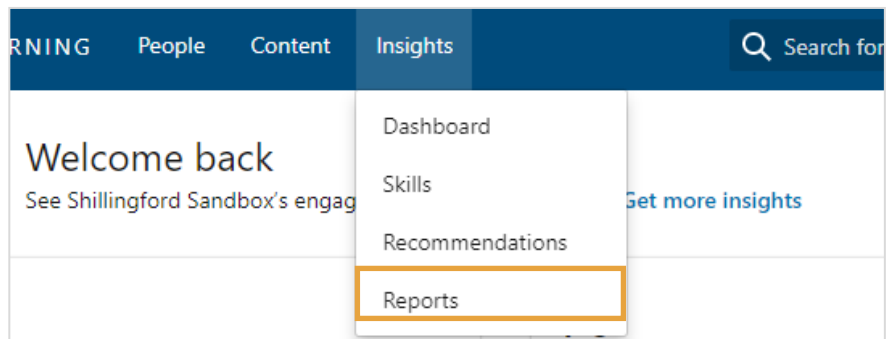 RNING People Content Insights Search for
Dashboard
Welcome back
Skills
See Shillingford Sandbox's engag Get more insights
Recommendations
Reports